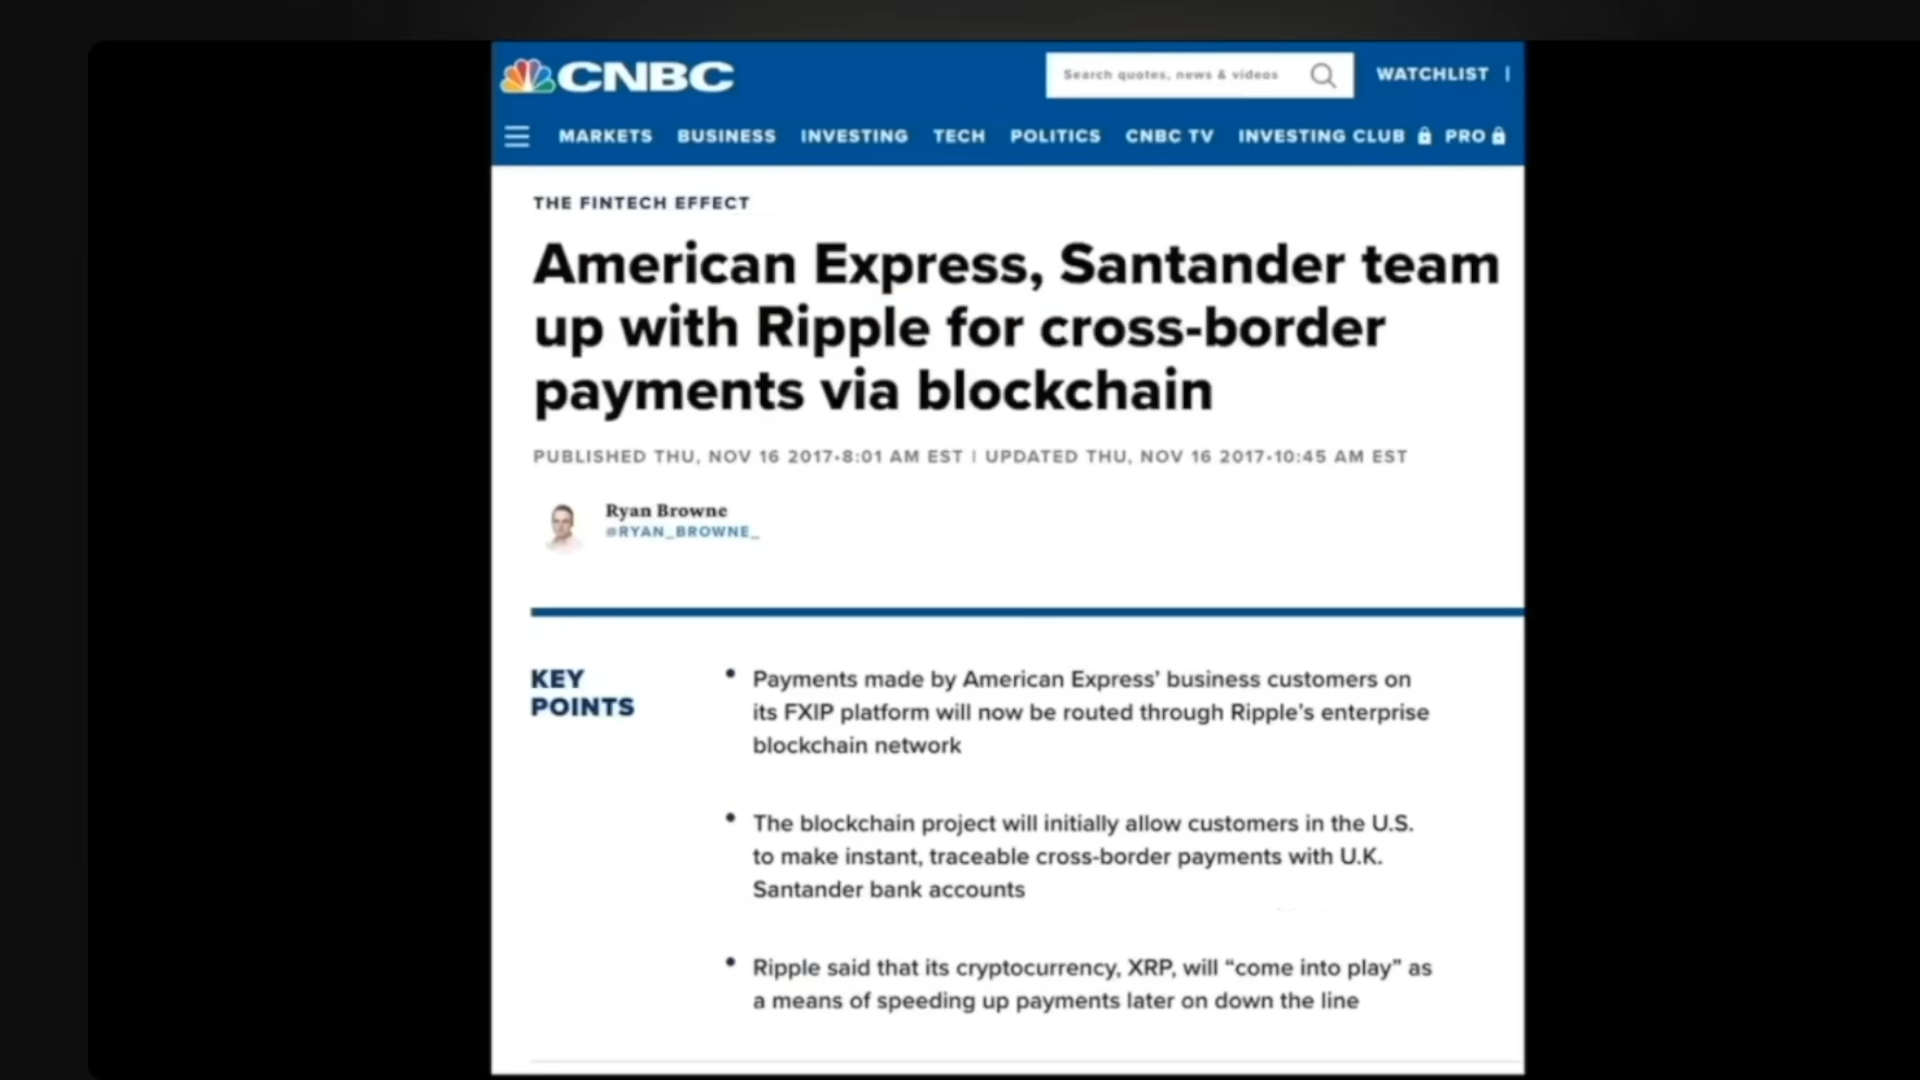 CNBC
Search quotes, news & videos
WATCHLIST |
MARKETS BUSINESS INVESTING TECH POLITICS CNBC TV INVESTING CLUB PRO
THE FINTECH EFFECT
American Express, Santander team
up with Ripple for cross-border
payments via blockchain
PUBLISHED THU, NOV 16 2017•8:01 AM EST | UPDATED THU, NOV 16 2017•10:45 AM EST
Ryan Browne
@RYAN_BROWNE_
KEY
POINTS
• Payments made by American Express’ business customers on
its FXIP platform will now be routed through Ripple’s enterprise
blockchain network
• The blockchain project will initially allow customers in the U.S.
to make instant, traceable cross-border payments with U.K.
Santander bank accounts
• Ripple said that its cryptocurrency, XRP, will “come into play” as
a means of speeding up payments later on down the line